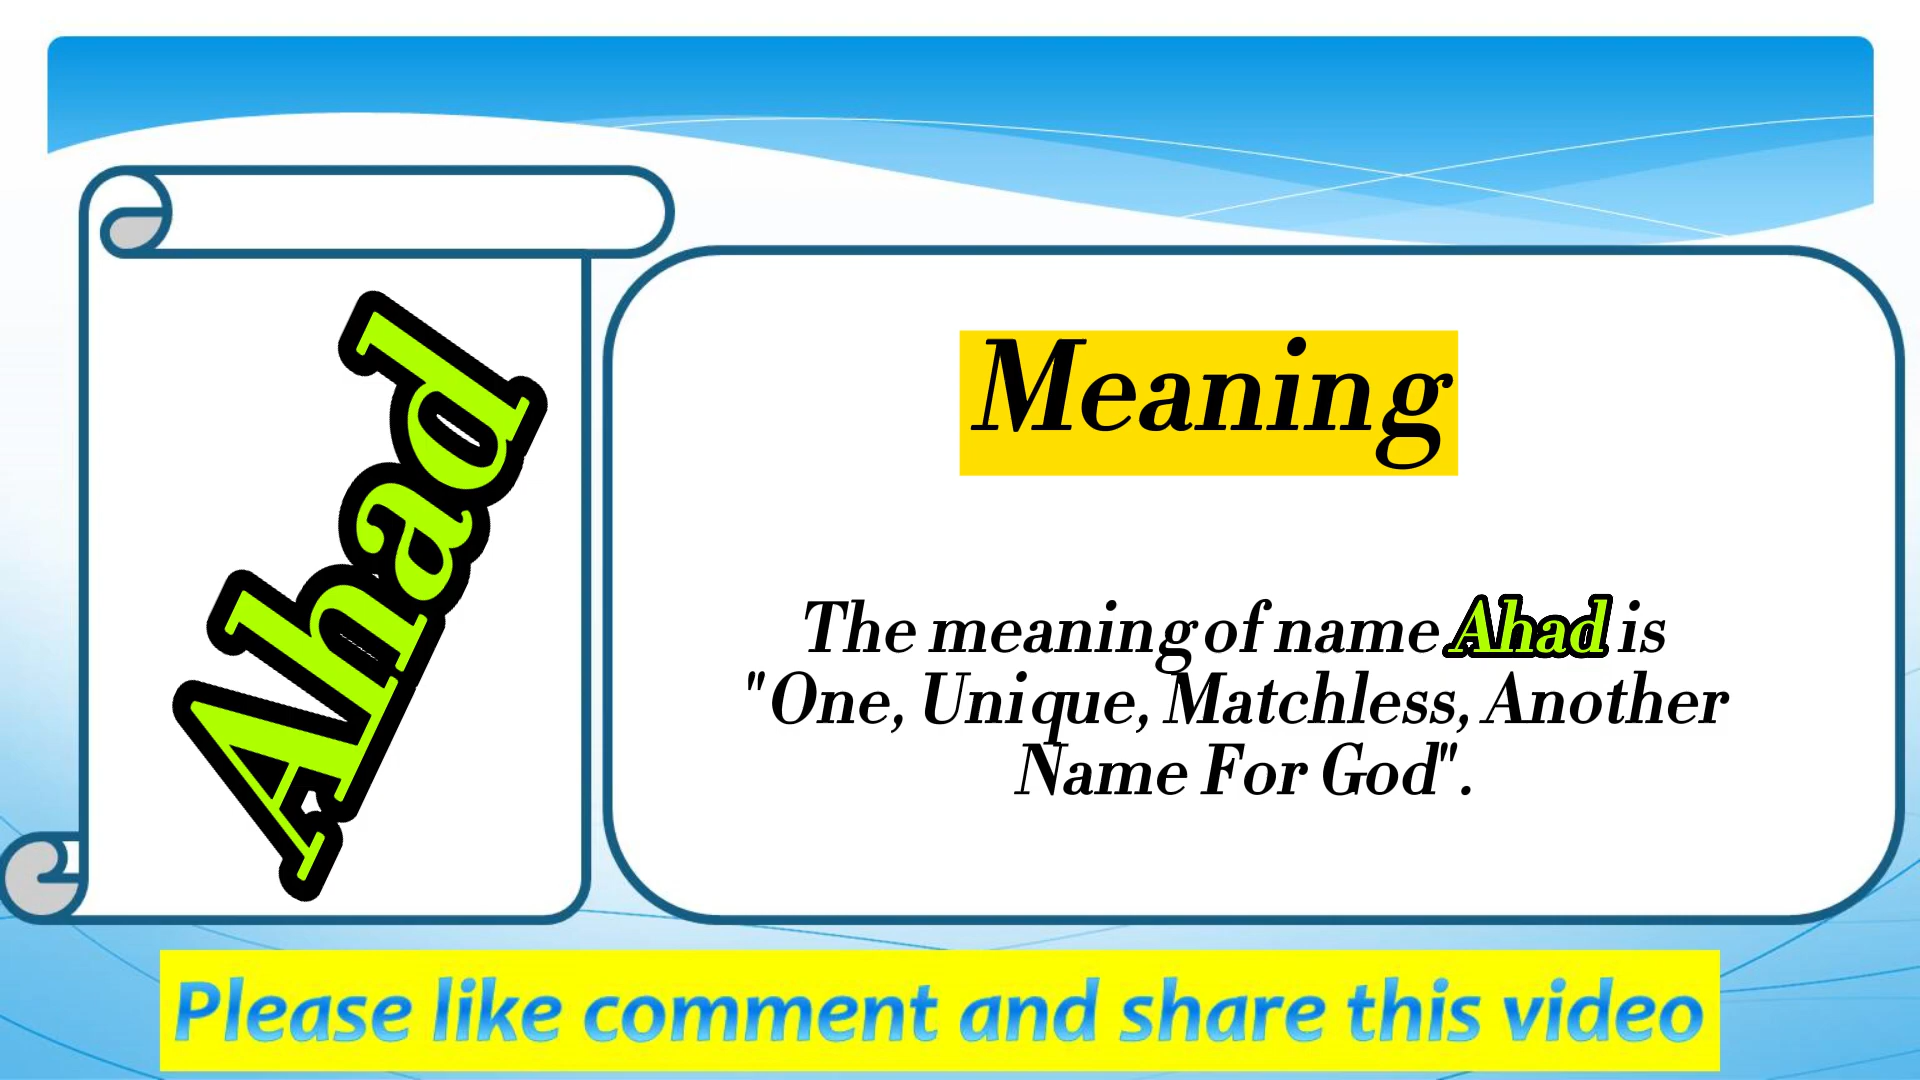 Ahad
Meaning
The meaning of name Ahad is
"One, Unique, Matchless, Another
Name For God".
Please like comment and share this video